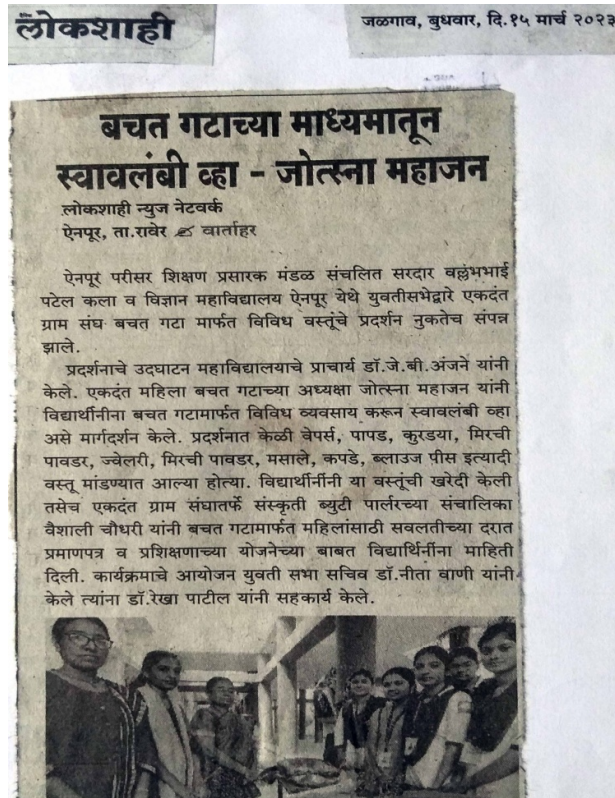 लोकशाही
जळगाव, बुधवार, दि.१५ मार्च २०२३
बचत गटाच्या माध्यमातून
स्वावलंबी व्हा - जोत्स्ना महाजन
लोकशाही न्युज नेटवर्क
ऐनपूर, ता.रावेर ✍ वार्ताहर
ऐनपूर परीसर शिक्षण प्रसारक मंडळ संचलित सरदार वल्लंभभाई
पटेल कला व विज्ञान महाविद्यालय ऐनपूर येथे युवतीसभेद्वारे एकदंत
ग्राम संघ बचत गटा मार्फत विविध वस्तूंचे प्रदर्शन नुकतेच संपन्न
झाले.
प्रदर्शनाचे उदघाटन महाविद्यालयाचे प्राचार्य डॉ.जे.बी.अंजने यांनी
केले. एकदंत महिला बचत गटाच्या अध्यक्षा जोत्स्ना महाजन यांनी
विद्यार्थीनीना बचत गटामार्फत विविध व्यवसाय करून स्वावलंबी व्हा
असे मार्गदर्शन केले. प्रदर्शनात केळी वेपर्स, पापड, कुरडया, मिरची
पावडर, ज्वेलरी, मिरची पावडर, मसाले, कपडे, ब्लाउज पीस इत्यादी
वस्तू मांडण्यात आल्या होत्या. विद्यार्थीनींनी या वस्तूंची खरेदी केली
तसेच एकदंत ग्राम संघातर्फे संस्कृती ब्युटी पार्लरच्या संचालिका
वैशाली चौधरी यांनी बचत गटामार्फत महिलांसाठी सवलतीच्या दरात
प्रमाणपत्र व प्रशिक्षणाच्या योजनेच्या बाबत विद्यार्थिनींना माहिती
दिली. कार्यक्रमाचे आयोजन युवती सभा सचिव डॉ.नीता वाणी यांनी
केले त्यांना डॉ.रेखा पाटील यांनी सहकार्य केले.